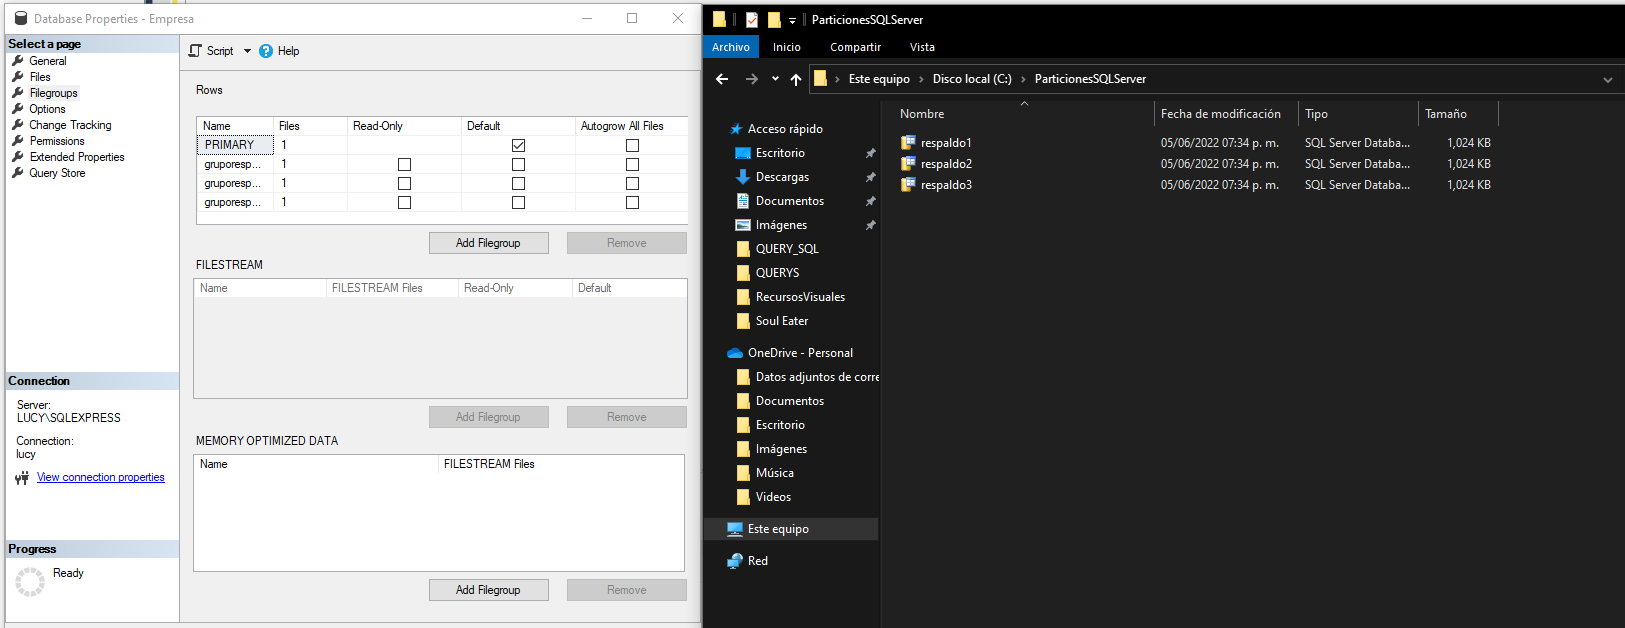 Database Properties - Empresa
Select a page
General
Files
Filegroups
Options
Change Tracking
Permissions
Extended Properties
Query Store
Connection
Server:
LUCY\SQLEXPRESS
Connection:
lucy
View connection properties
Progress
Ready
Script
Help
Rows
Name Files Read-Only Default Autogrow All Files
PRIMARY 1
gruporesp... 1
gruporesp... 1
gruporesp... 1
Add Filegroup Remove
FILESTREAM
Name FILESTREAM Files Read-Only Default
Add Filegroup Remove
MEMORY OPTIMIZED DATA
Name FILESTREAM Files
Add Filegroup Remove
ParticionesSQLServer
Archivo Inicio Compartir Vista
Este equipo > Disco local (C:) > ParticionesSQLServer
Acceso rápido
Escritorio
Descargas
Documentos
Imágenes
QUERY_SQL
QUERYS
RecursosVisuales
Soul Eater
OneDrive - Personal
Datos adjuntos de corre
Documentos
Escritorio
Imágenes
Música
Videos
Este equipo
Red
Nombre Fecha de modificación Tipo Tamaño
respaldo1 05/06/2022 07:34 p. m. SQL Server Databa... 1,024 KB
respaldo2 05/06/2022 07:34 p. m. SQL Server Databa... 1,024 KB
respaldo3 05/06/2022 07:34 p. m. SQL Server Databa... 1,024 KB